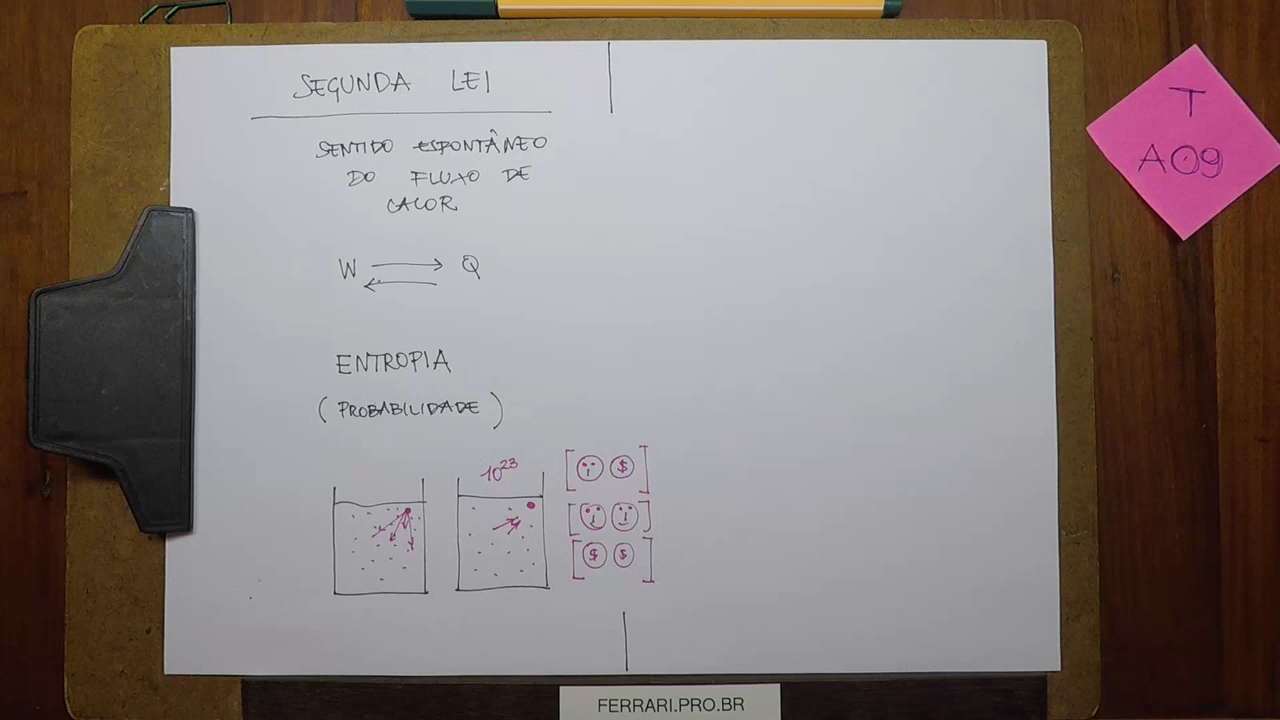 SEGUNDA LEI
SENTIDO ESPONTÂNEO
DO FLUXO DE
CALOR
W Q
ENTROPIA
(PROBABILIDADE)
10²³
$
$ $
T
A09
FERRARI.PRO.BR